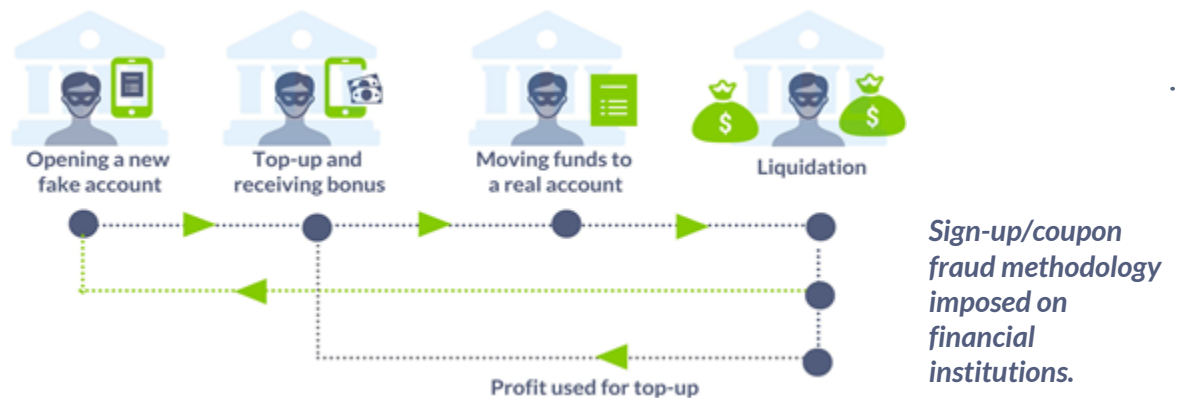 Opening a new
fake account
Top-up and
receiving bonus
Moving funds to
a real account
$
$
Liquidation
Sign-up/coupon
fraud methodology
imposed on
financial
institutions.
Profit used for top-up